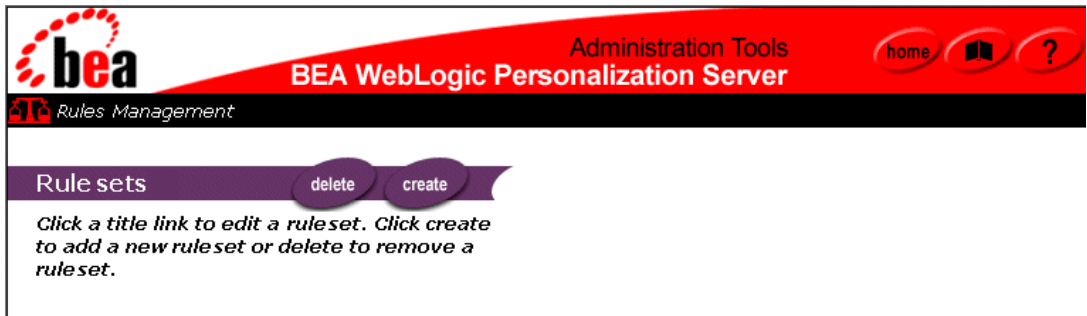 bea
Administration Tools
BEA WebLogic Personalization Server
home
?
Rules Management
Rule sets
delete
create
Click a title link to edit a ruleset. Click create
to add a new ruleset or delete to remove a
ruleset.